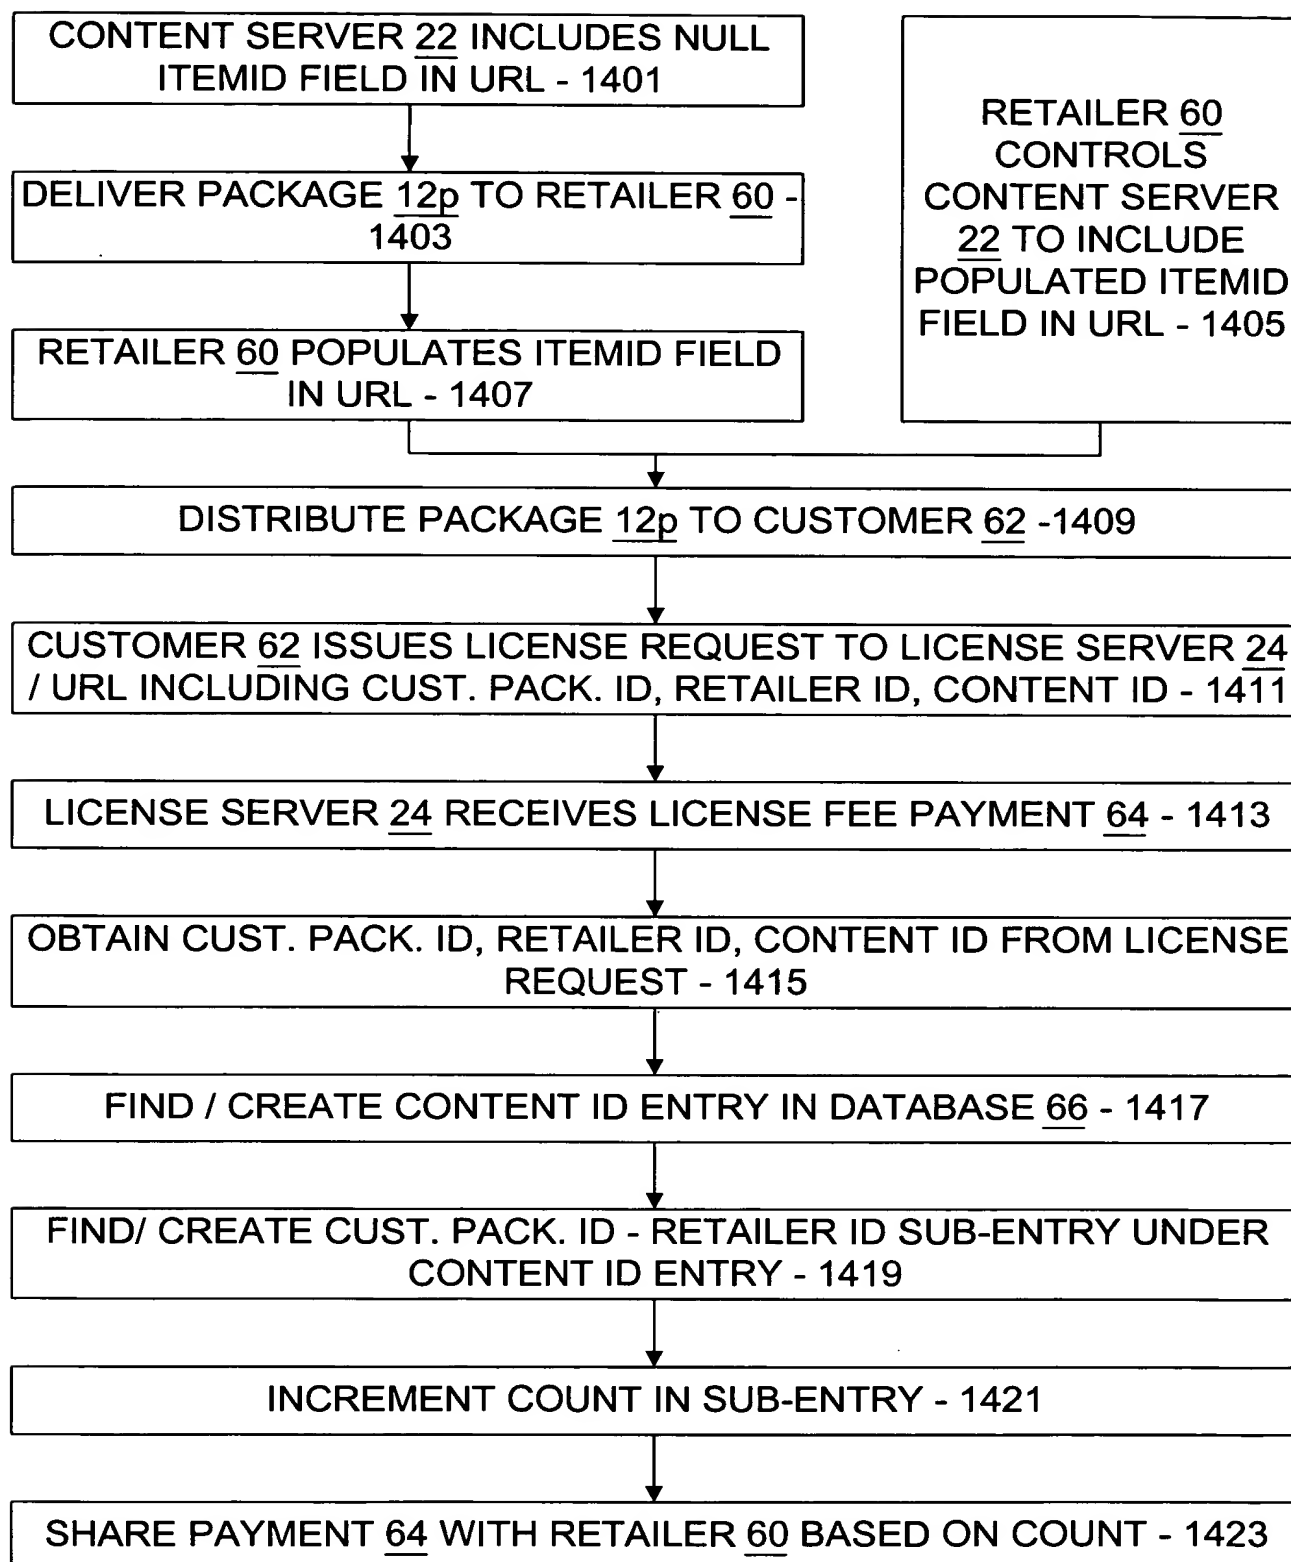 CONTENT SERVER 22 INCLUDES NULL
ITEMID FIELD IN URL - 1401
DELIVER PACKAGE 12p TO RETAILER 60 -
1403
RETAILER 60 POPULATES ITEMID FIELD
IN URL - 1407
RETAILER 60
CONTROLS
CONTENT SERVER
22 TO INCLUDE
POPULATED ITEMID
FIELD IN URL - 1405
DISTRIBUTE PACKAGE 12p TO CUSTOMER 62 -1409
CUSTOMER 62 ISSUES LICENSE REQUEST TO LICENSE SERVER 24
/ URL INCLUDING CUST. PACK. ID, RETAILER ID, CONTENT ID - 1411
LICENSE SERVER 24 RECEIVES LICENSE FEE PAYMENT 64 - 1413
OBTAIN CUST. PACK. ID, RETAILER ID, CONTENT ID FROM LICENSE
REQUEST - 1415
FIND / CREATE CONTENT ID ENTRY IN DATABASE 66 - 1417
FIND/ CREATE CUST. PACK. ID - RETAILER ID SUB-ENTRY UNDER
CONTENT ID ENTRY - 1419
INCREMENT COUNT IN SUB-ENTRY - 1421
SHARE PAYMENT 64 WITH RETAILER 60 BASED ON COUNT - 1423